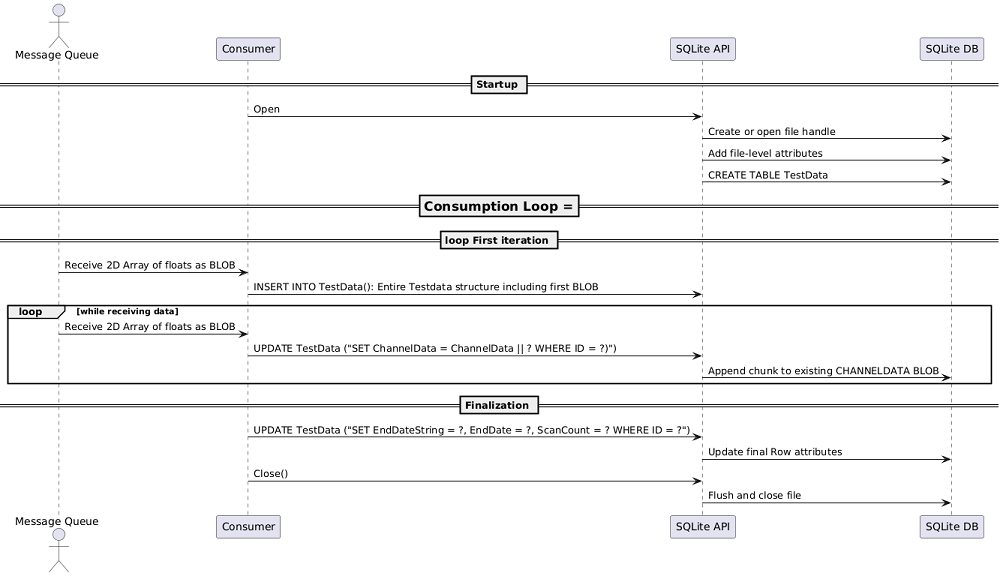 Message Queue
Consumer
SQLite API
SQLite DB
Startup
Open
Create or open file handle
Add file-level attributes
CREATE TABLE TestData
Consumption Loop =
loop First iteration
Receive 2D Array of floats as BLOB
INSERT INTO TestData(): Entire Testdata structure including first BLOB
loop [while receiving data]
Receive 2D Array of floats as BLOB
UPDATE TestData ("SET ChannelData = ChannelData || ? WHERE ID = ?)")
Append chunk to existing CHANNELDATA BLOB
Finalization
UPDATE TestData ("SET EndDateString = ?, EndDate = ?, ScanCount = ? WHERE ID = ?")
Update final Row attributes
Close()
Flush and close file
Message Queue
Consumer
SQLite API
SQLite DB